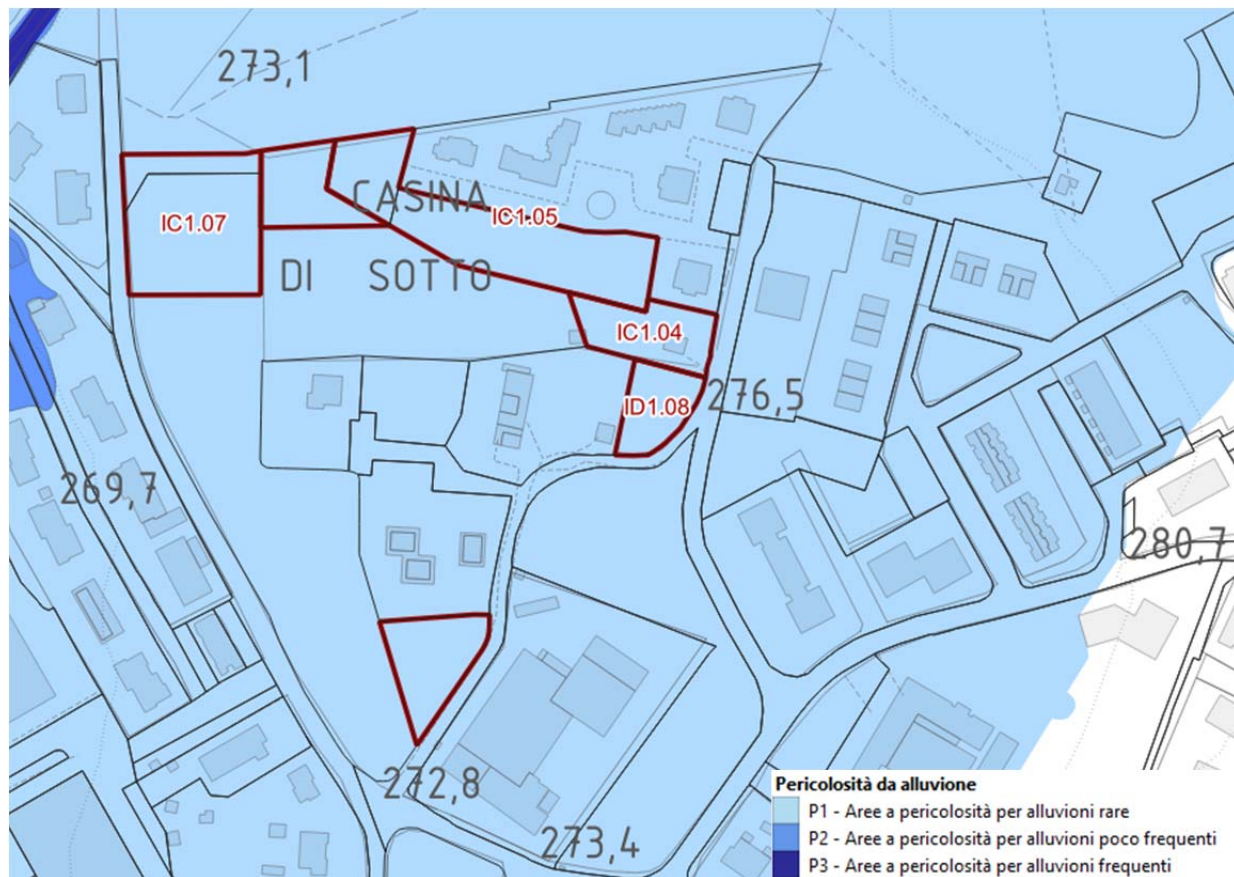 273,1
CASINA
IC1.05
IC1.07
DI SOTTO
IC1.04
ID1.08
276,5
269,7
280,7
272,8
273,4
Pericolosità da alluvione
P1 - Aree a pericolosità per alluvioni rare
P2 - Aree a pericolosità per alluvioni poco frequenti
P3 - Aree a pericolosità per alluvioni frequenti